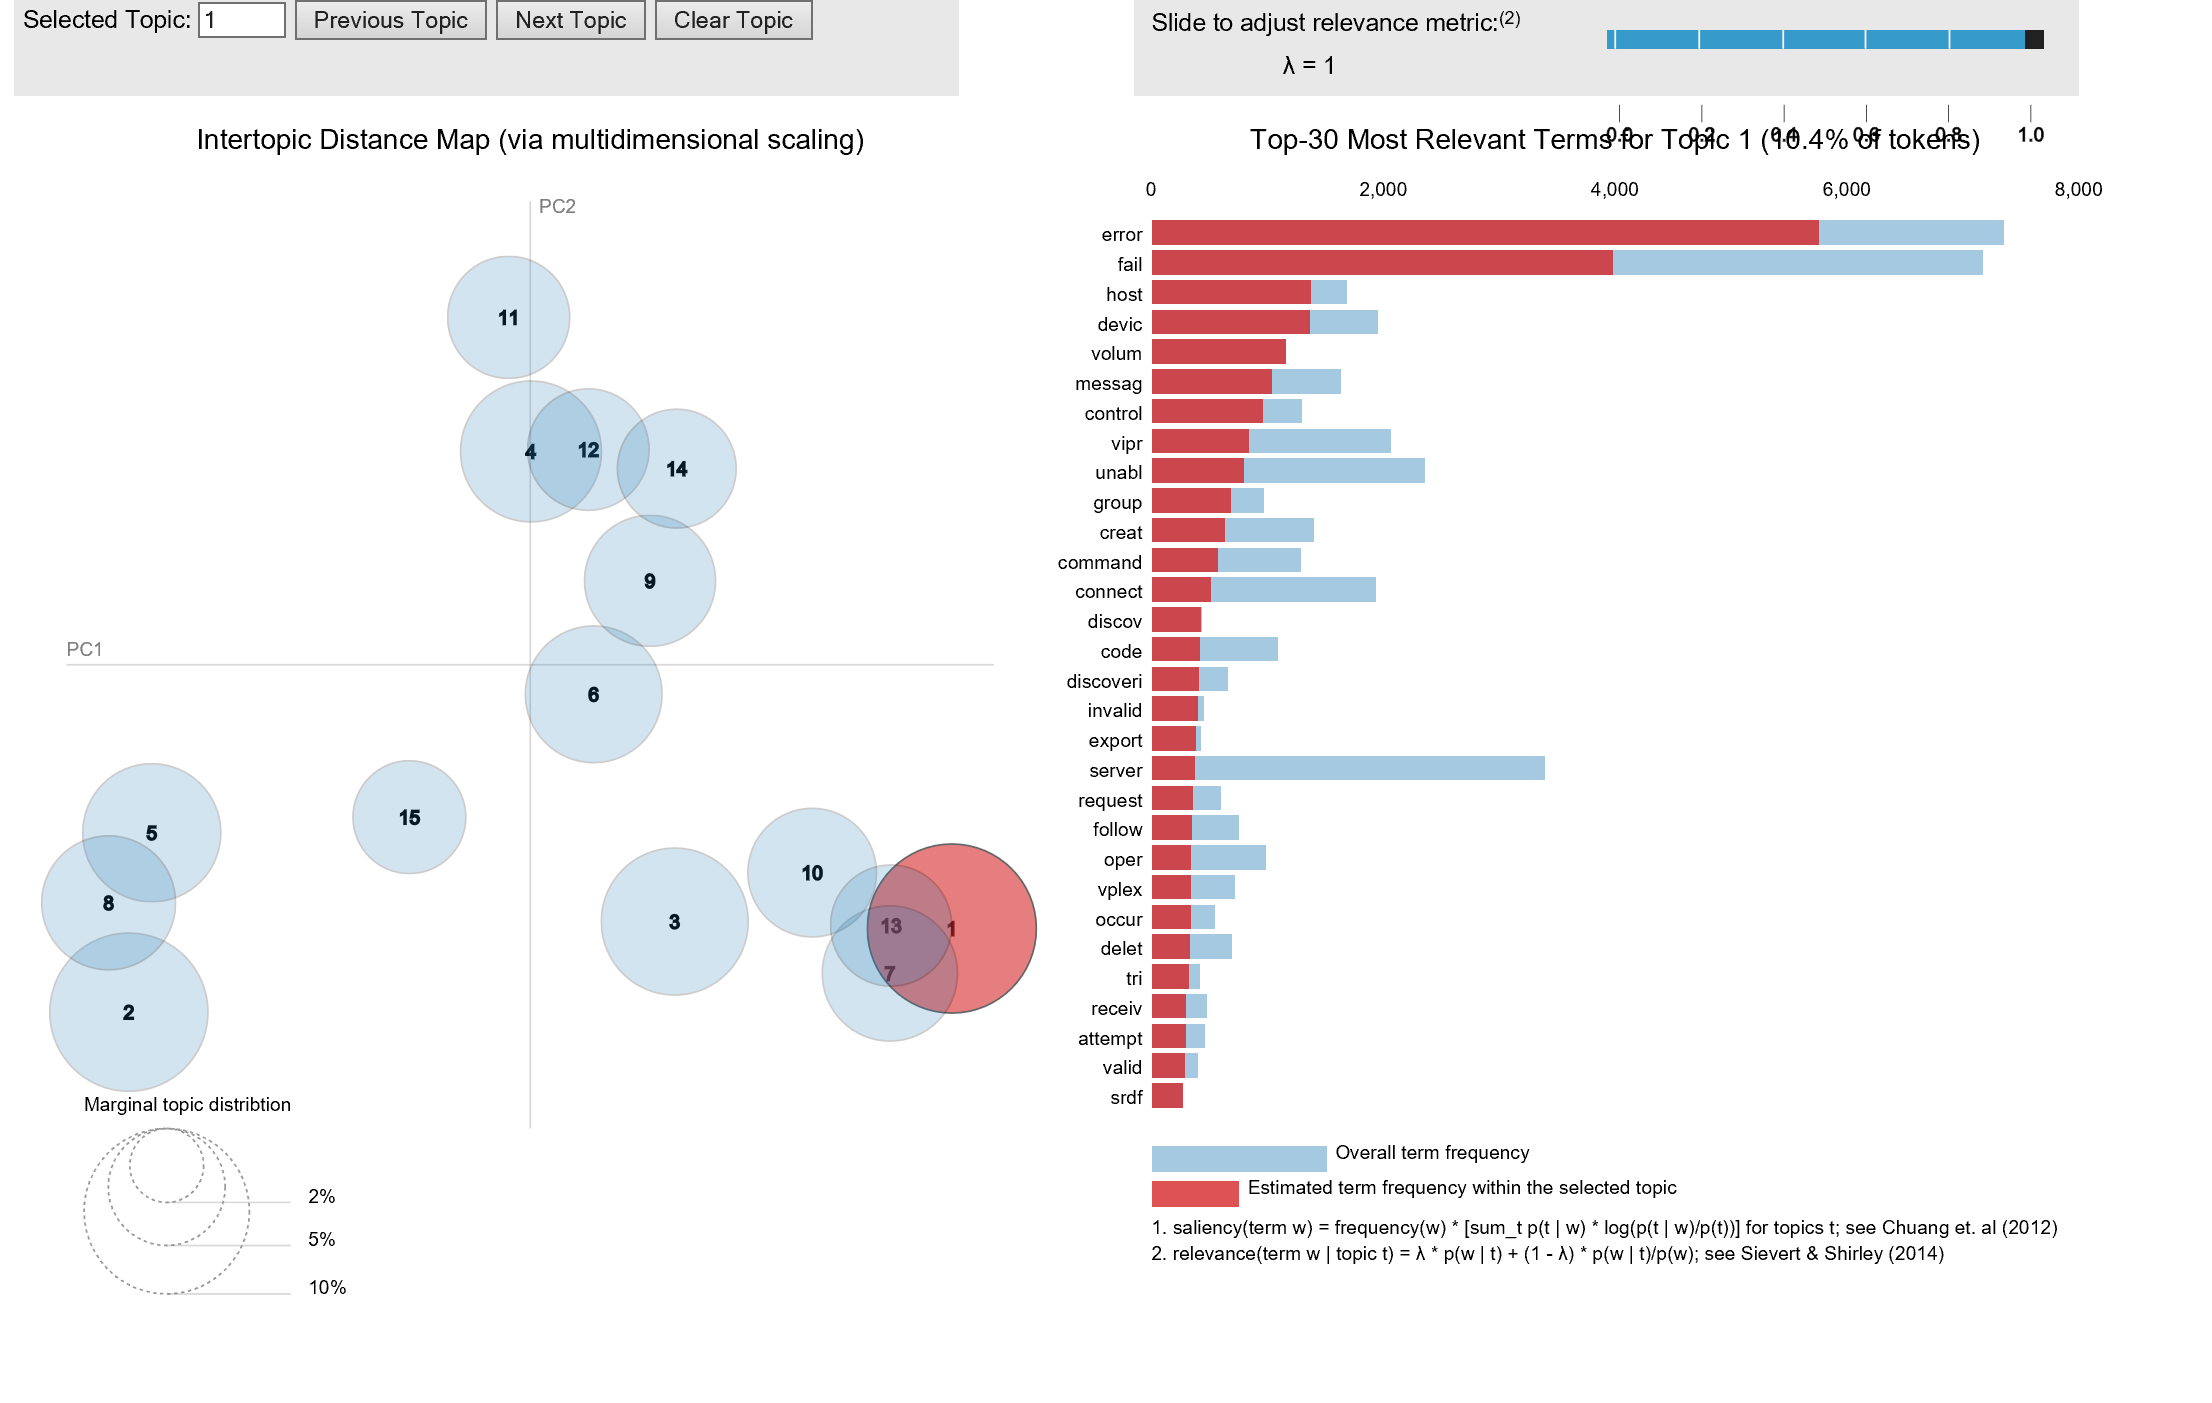 Selected Topic: 1 Previous Topic Next Topic Clear Topic
Slide to adjust relevance metric:(2)
λ = 1
0.0 0.2 0.4 0.6 0.8 1.0
Intertopic Distance Map (via multidimensional scaling)
PC2
PC1
11
4
12
14
9
6
5
15
8
2
3
10
13
1
7
Marginal topic distribtion
2%
5%
10%
Top-30 Most Relevant Terms for Topic 1 (10.4% of tokens)
0 2,000 4,000 6,000 8,000
error
fail
host
devic
volum
messag
control
vipr
unabl
group
creat
command
connect
discov
code
discoveri
invalid
export
server
request
follow
oper
vplex
occur
delet
tri
receiv
attempt
valid
srdf
Overall term frequency
Estimated term frequency within the selected topic
1. saliency(term w) = frequency(w) * [sum_t p(t | w) * log(p(t | w)/p(t))] for topics t; see Chuang et. al (2012)
2. relevance(term w | topic t) = λ * p(w | t) + (1 - λ) * p(w | t)/p(w); see Sievert & Shirley (2014)